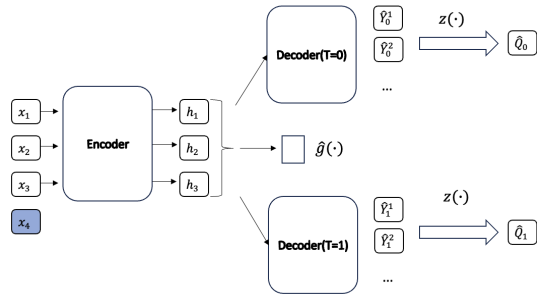 x₁
x₂
x₃
x₄
Encoder
h₁
h₂
h₃
ĝ(·)
Decoder(T=0)
Ŷ₀¹
Ŷ₀²
...
z(·)
Q̂₀
Decoder(T=1)
Ŷ₁¹
Ŷ₁²
...
z(·)
Q̂₁